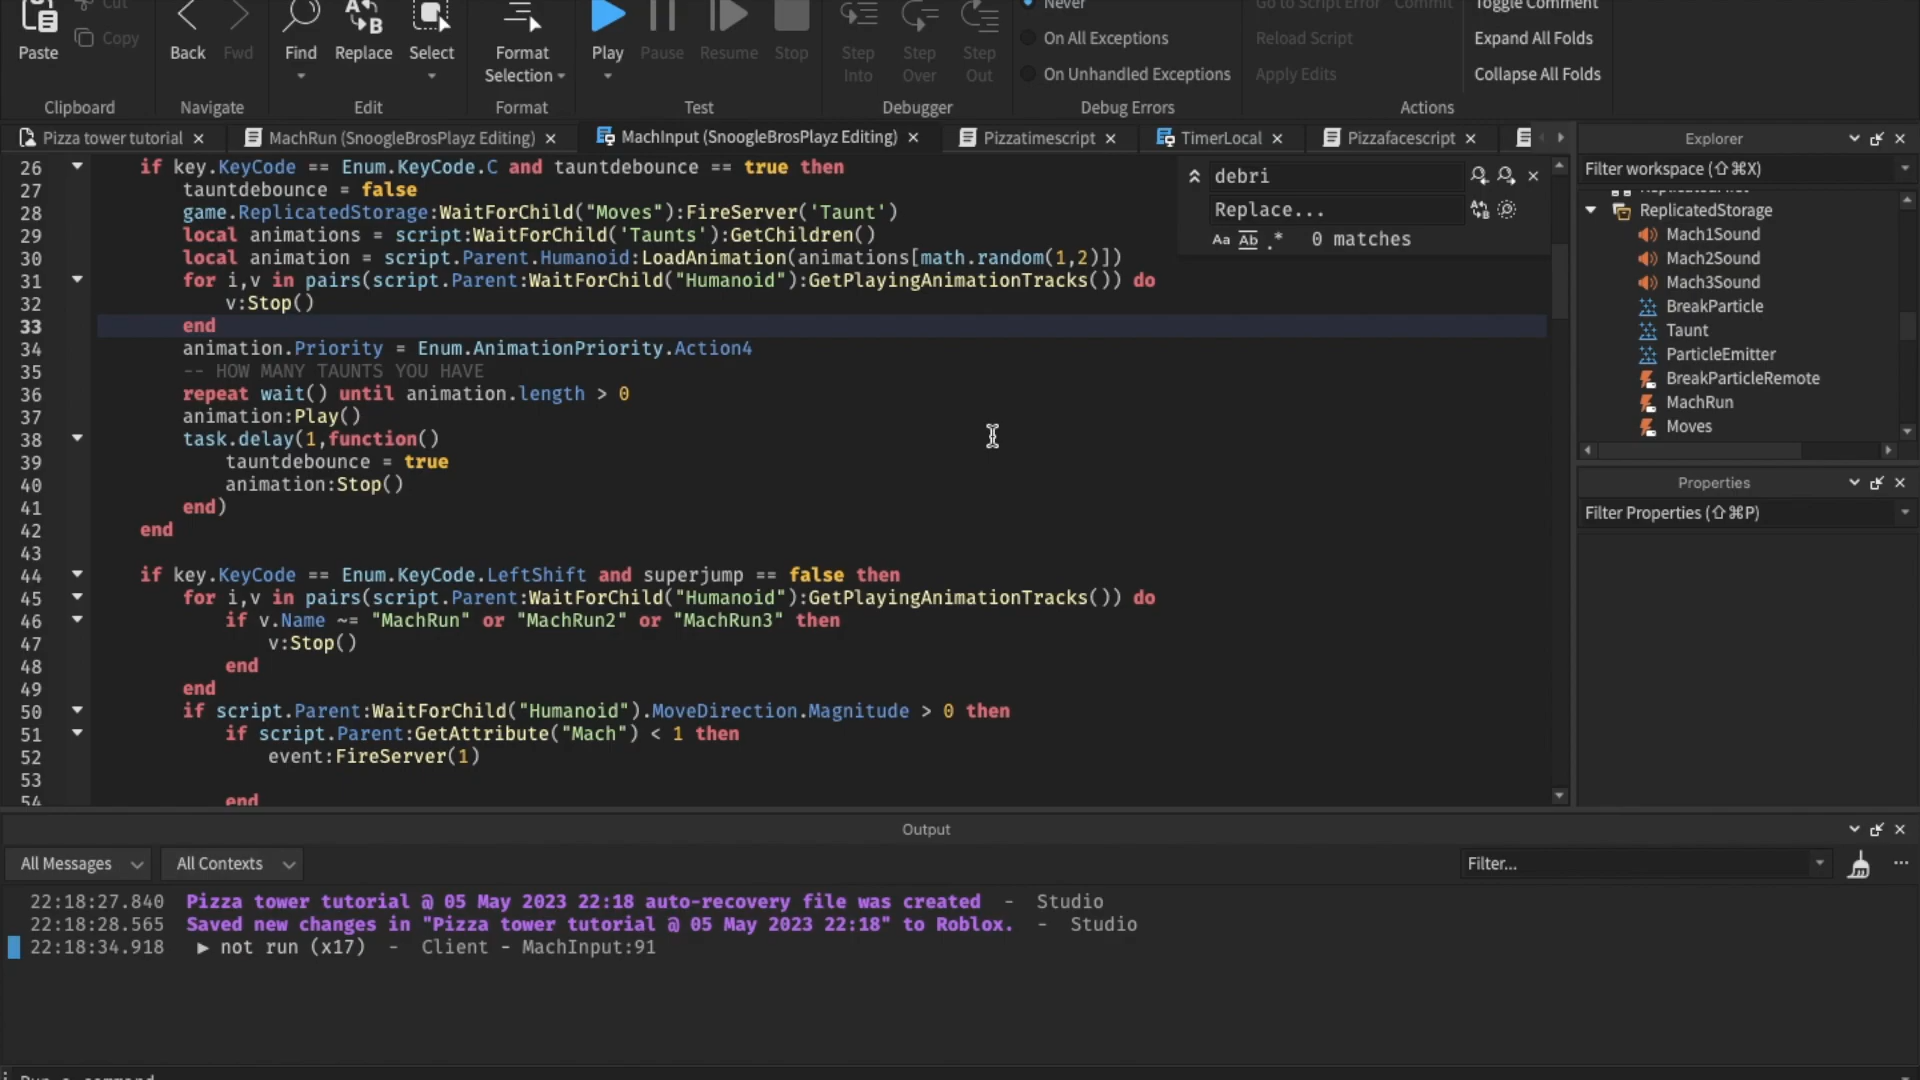 Cut
Never
Go to Script Error
Commit
Toggle Comment
Paste
Copy
Back
Fwd
Find
Replace
Select
Format
Selection
Play
Pause
Resume
Stop
Step
Into
Step
Over
Step
Out
On All Exceptions
On Unhandled Exceptions
Reload Script
Apply Edits
Expand All Folds
Collapse All Folds
Clipboard
Navigate
Edit
Format
Test
Debugger
Debug Errors
Actions
Pizza tower tutorial
MachRun (SnoogleBrosPlayz Editing)
MachInput (SnoogleBrosPlayz Editing)
Pizzatimescript
TimerLocal
Pizzafacescript
26 if key.KeyCode == Enum.KeyCode.C and tauntdebounce == true then
27 tauntdebounce = false
28 game.ReplicatedStorage:WaitForChild("Moves"):FireServer('Taunt')
29 local animations = script:WaitForChild('Taunts'):GetChildren()
30 local animation = script.Parent.Humanoid:LoadAnimation(animations[math.random(1,2)])
31 for i,v in pairs(script.Parent:WaitForChild("Humanoid"):GetPlayingAnimationTracks()) do
32 v:Stop()
33 end
34 animation.Priority = Enum.AnimationPriority.Action4
35 -- HOW MANY TAUNTS YOU HAVE
36 repeat wait() until animation.length > 0
37 animation:Play()
38 task.delay(1,function()
39 tauntdebounce = true
40 animation:Stop()
41 end)
42 end
43
44 if key.KeyCode == Enum.KeyCode.LeftShift and superjump == false then
45 for i,v in pairs(script.Parent:WaitForChild("Humanoid"):GetPlayingAnimationTracks()) do
46 if v.Name ~= "MachRun" or "MachRun2" or "MachRun3" then
47 v:Stop()
48 end
49 end
50 if script.Parent:WaitForChild("Humanoid").MoveDirection.Magnitude > 0 then
51 if script.Parent:GetAttribute("Mach") < 1 then
52 event:FireServer(1)
53
54 end
debri
Replace...
Aa Ab .* 0 matches
Explorer
Filter workspace (⇧⌘X)
ReplicatedStorage
Mach1Sound
Mach2Sound
Mach3Sound
BreakParticle
Taunt
ParticleEmitter
BreakParticleRemote
MachRun
Moves
Properties
Filter Properties (⇧⌘P)
Output
All Messages
All Contexts
Filter...
22:18:27.840 Pizza tower tutorial @ 05 May 2023 22:18 auto-recovery file was created - Studio
22:18:28.565 Saved new changes in "Pizza tower tutorial @ 05 May 2023 22:18" to Roblox. - Studio
22:18:34.918 ▶ not run (x17) - Client - MachInput:91